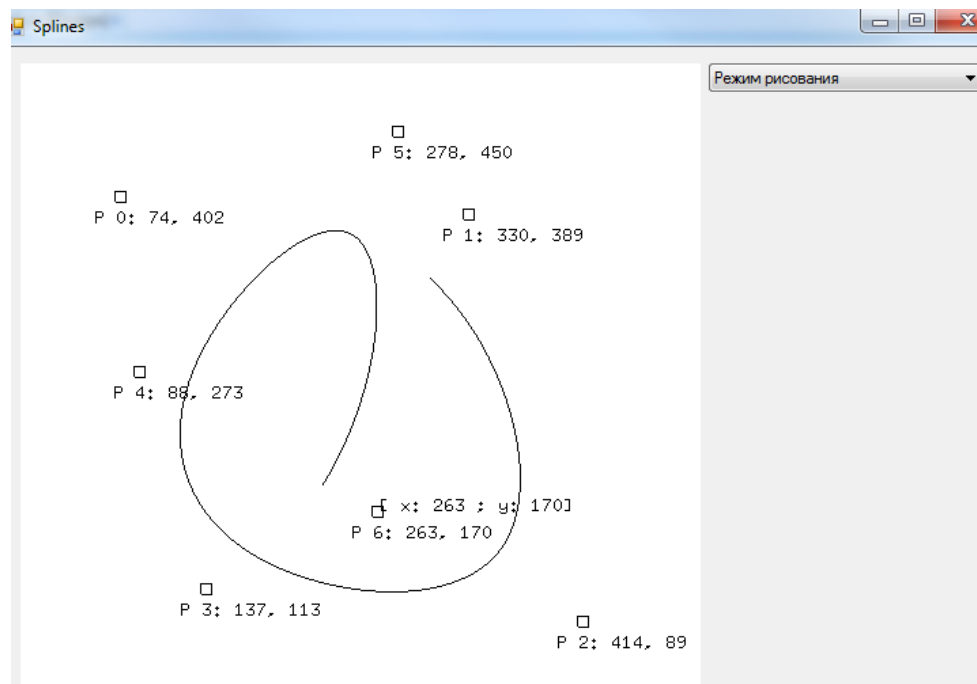 Splines
Режим рисования
P 5: 278, 450
P 0: 74, 402
P 1: 330, 389
P 4: 88, 273
[ x: 263 ; y: 170]
P 6: 263, 170
P 3: 137, 113
P 2: 414, 89